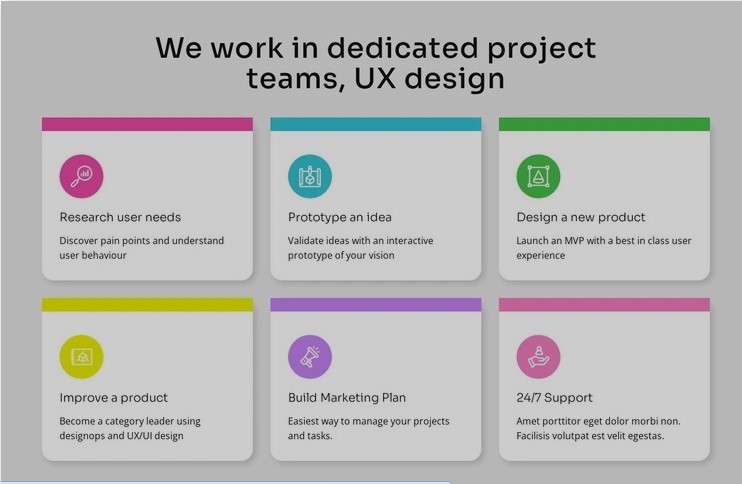 We work in dedicated project
teams, UX design
Research user needs
Discover pain points and understand
user behaviour
Prototype an idea
Validate ideas with an interactive
prototype of your vision
Design a new product
Launch an MVP with a best in class user
experience
Improve a product
Become a category leader using
designops and UX/UI design
Build Marketing Plan
Easiest way to manage your projects
and tasks.
24/7 Support
Amet porttitor eget dolor morbi non.
Facilisis volutpat est velit egestas.